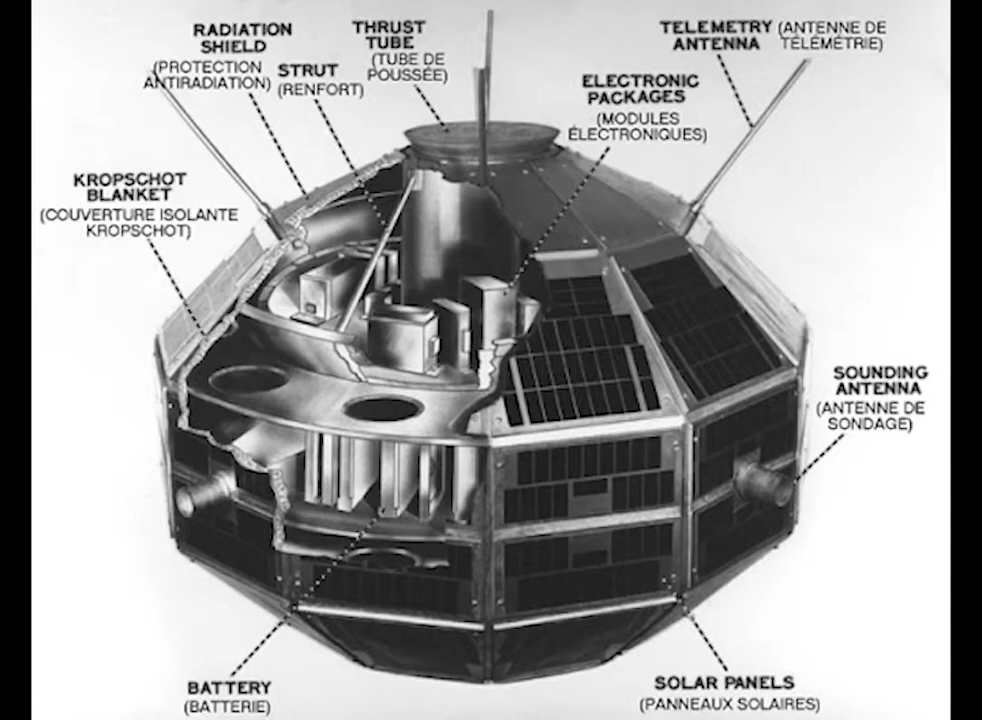 RADIATION
SHIELD
(PROTECTION
ANTIRADIATION)
STRUT
(RENFORT)
THRUST
TUBE
(TUBE DE
POUSSÉE)
ELECTRONIC
PACKAGES
(MODULES
ÉLECTRONIQUES)
TELEMETRY (ANTENNE DE
ANTENNA TÉLÉMÉTRIE)
KROPSCHOT
BLANKET
(COUVERTURE ISOLANTE
KROPSCHOT)
SOUNDING
ANTENNA
(ANTENNE DE
SONDAGE)
BATTERY
(BATTERIE)
SOLAR PANELS
(PANNEAUX SOLAIRES)